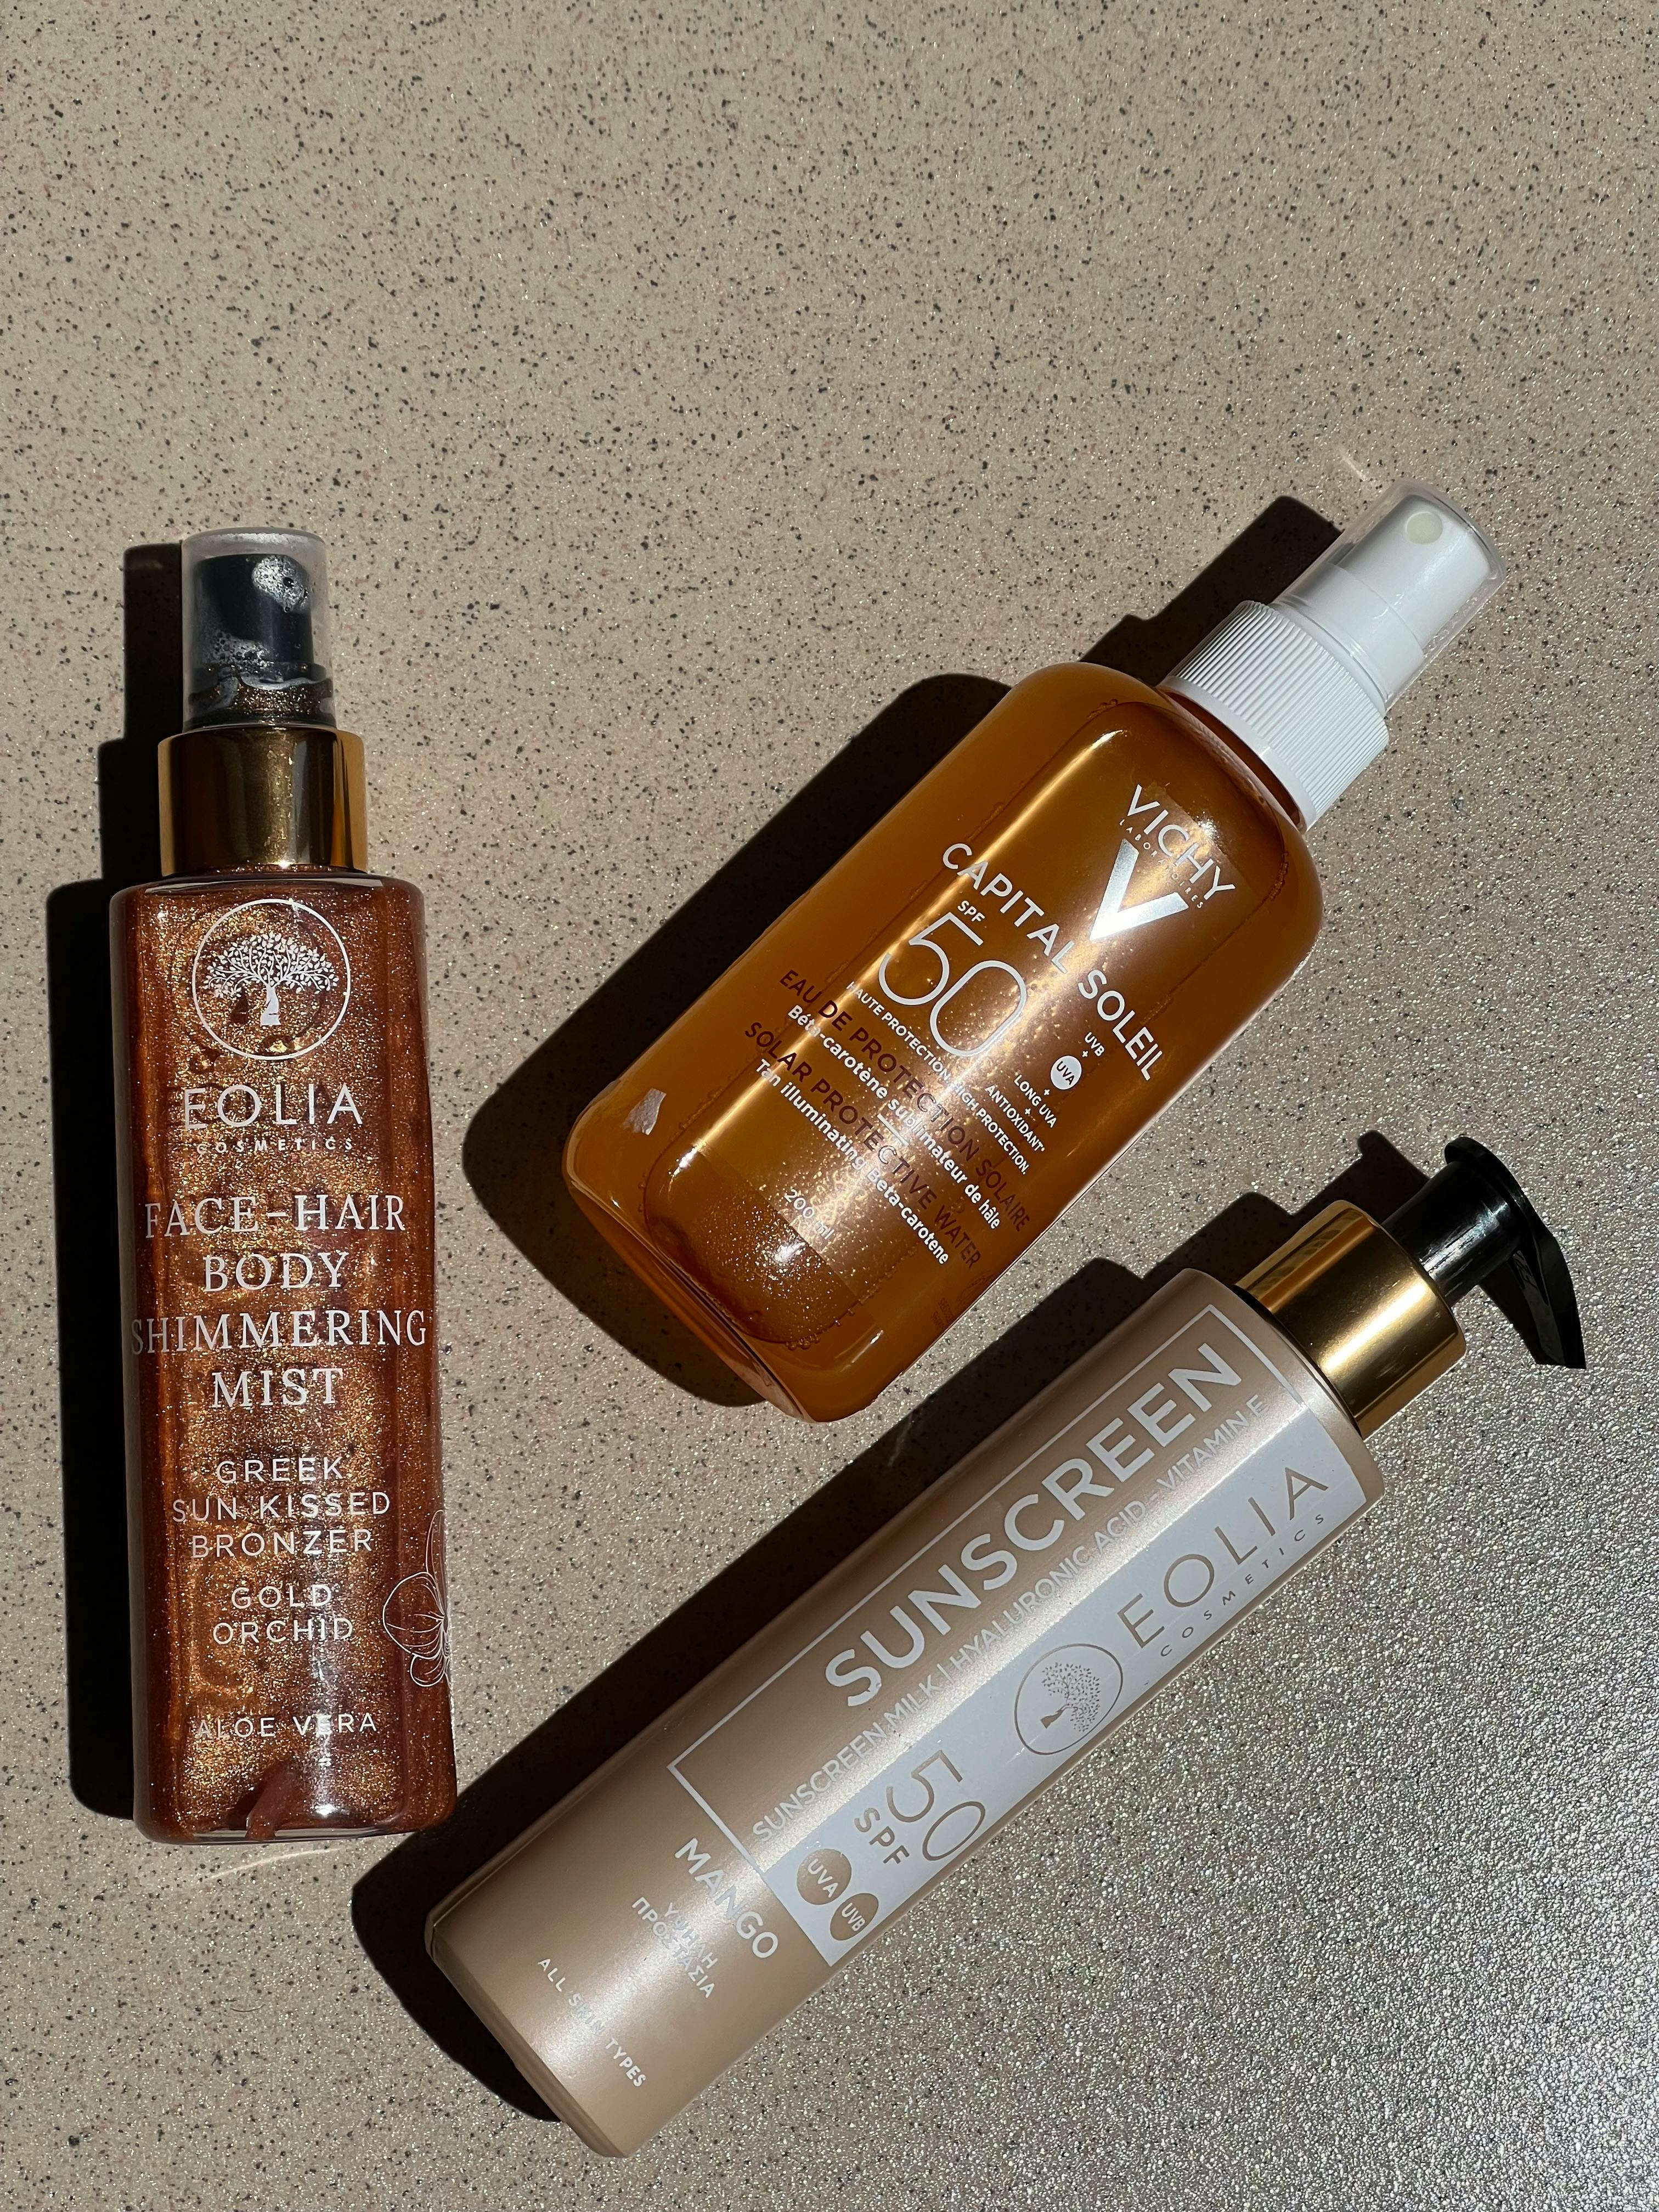 EOLIA
COSMETICS
FACE-HAIR
BODY
SHIMMERING
MIST
GREEK
SUN KISSED
BRONZER
GOLD
ORCHID
ALOE VERA
VICHY
LABORATOIRES
CAPITAL SOLEIL
SPF
50
UVB
+
UVA
+
LONG UVA
+
ANTIOXIDANT*
HAUTE PROTECTION/HIGH PROTECTION
EAU DE PROTECTION SOLAIRE
Béta-carotène sublimateur de hâle
SOLAR PROTECTIVE WATER
Tan illuminating Beta-carotene
200 ml
SUNSCREEN
SUNSCREEN MILK | HYALURONIC ACID - VITAMIN E
EOLIA
COSMETICS
50
SPF
UVA
UVB
MANGO
ΥΨΗΛΗ
ΠΡΟΣΤΑΣΙΑ
ALL SKIN TYPES